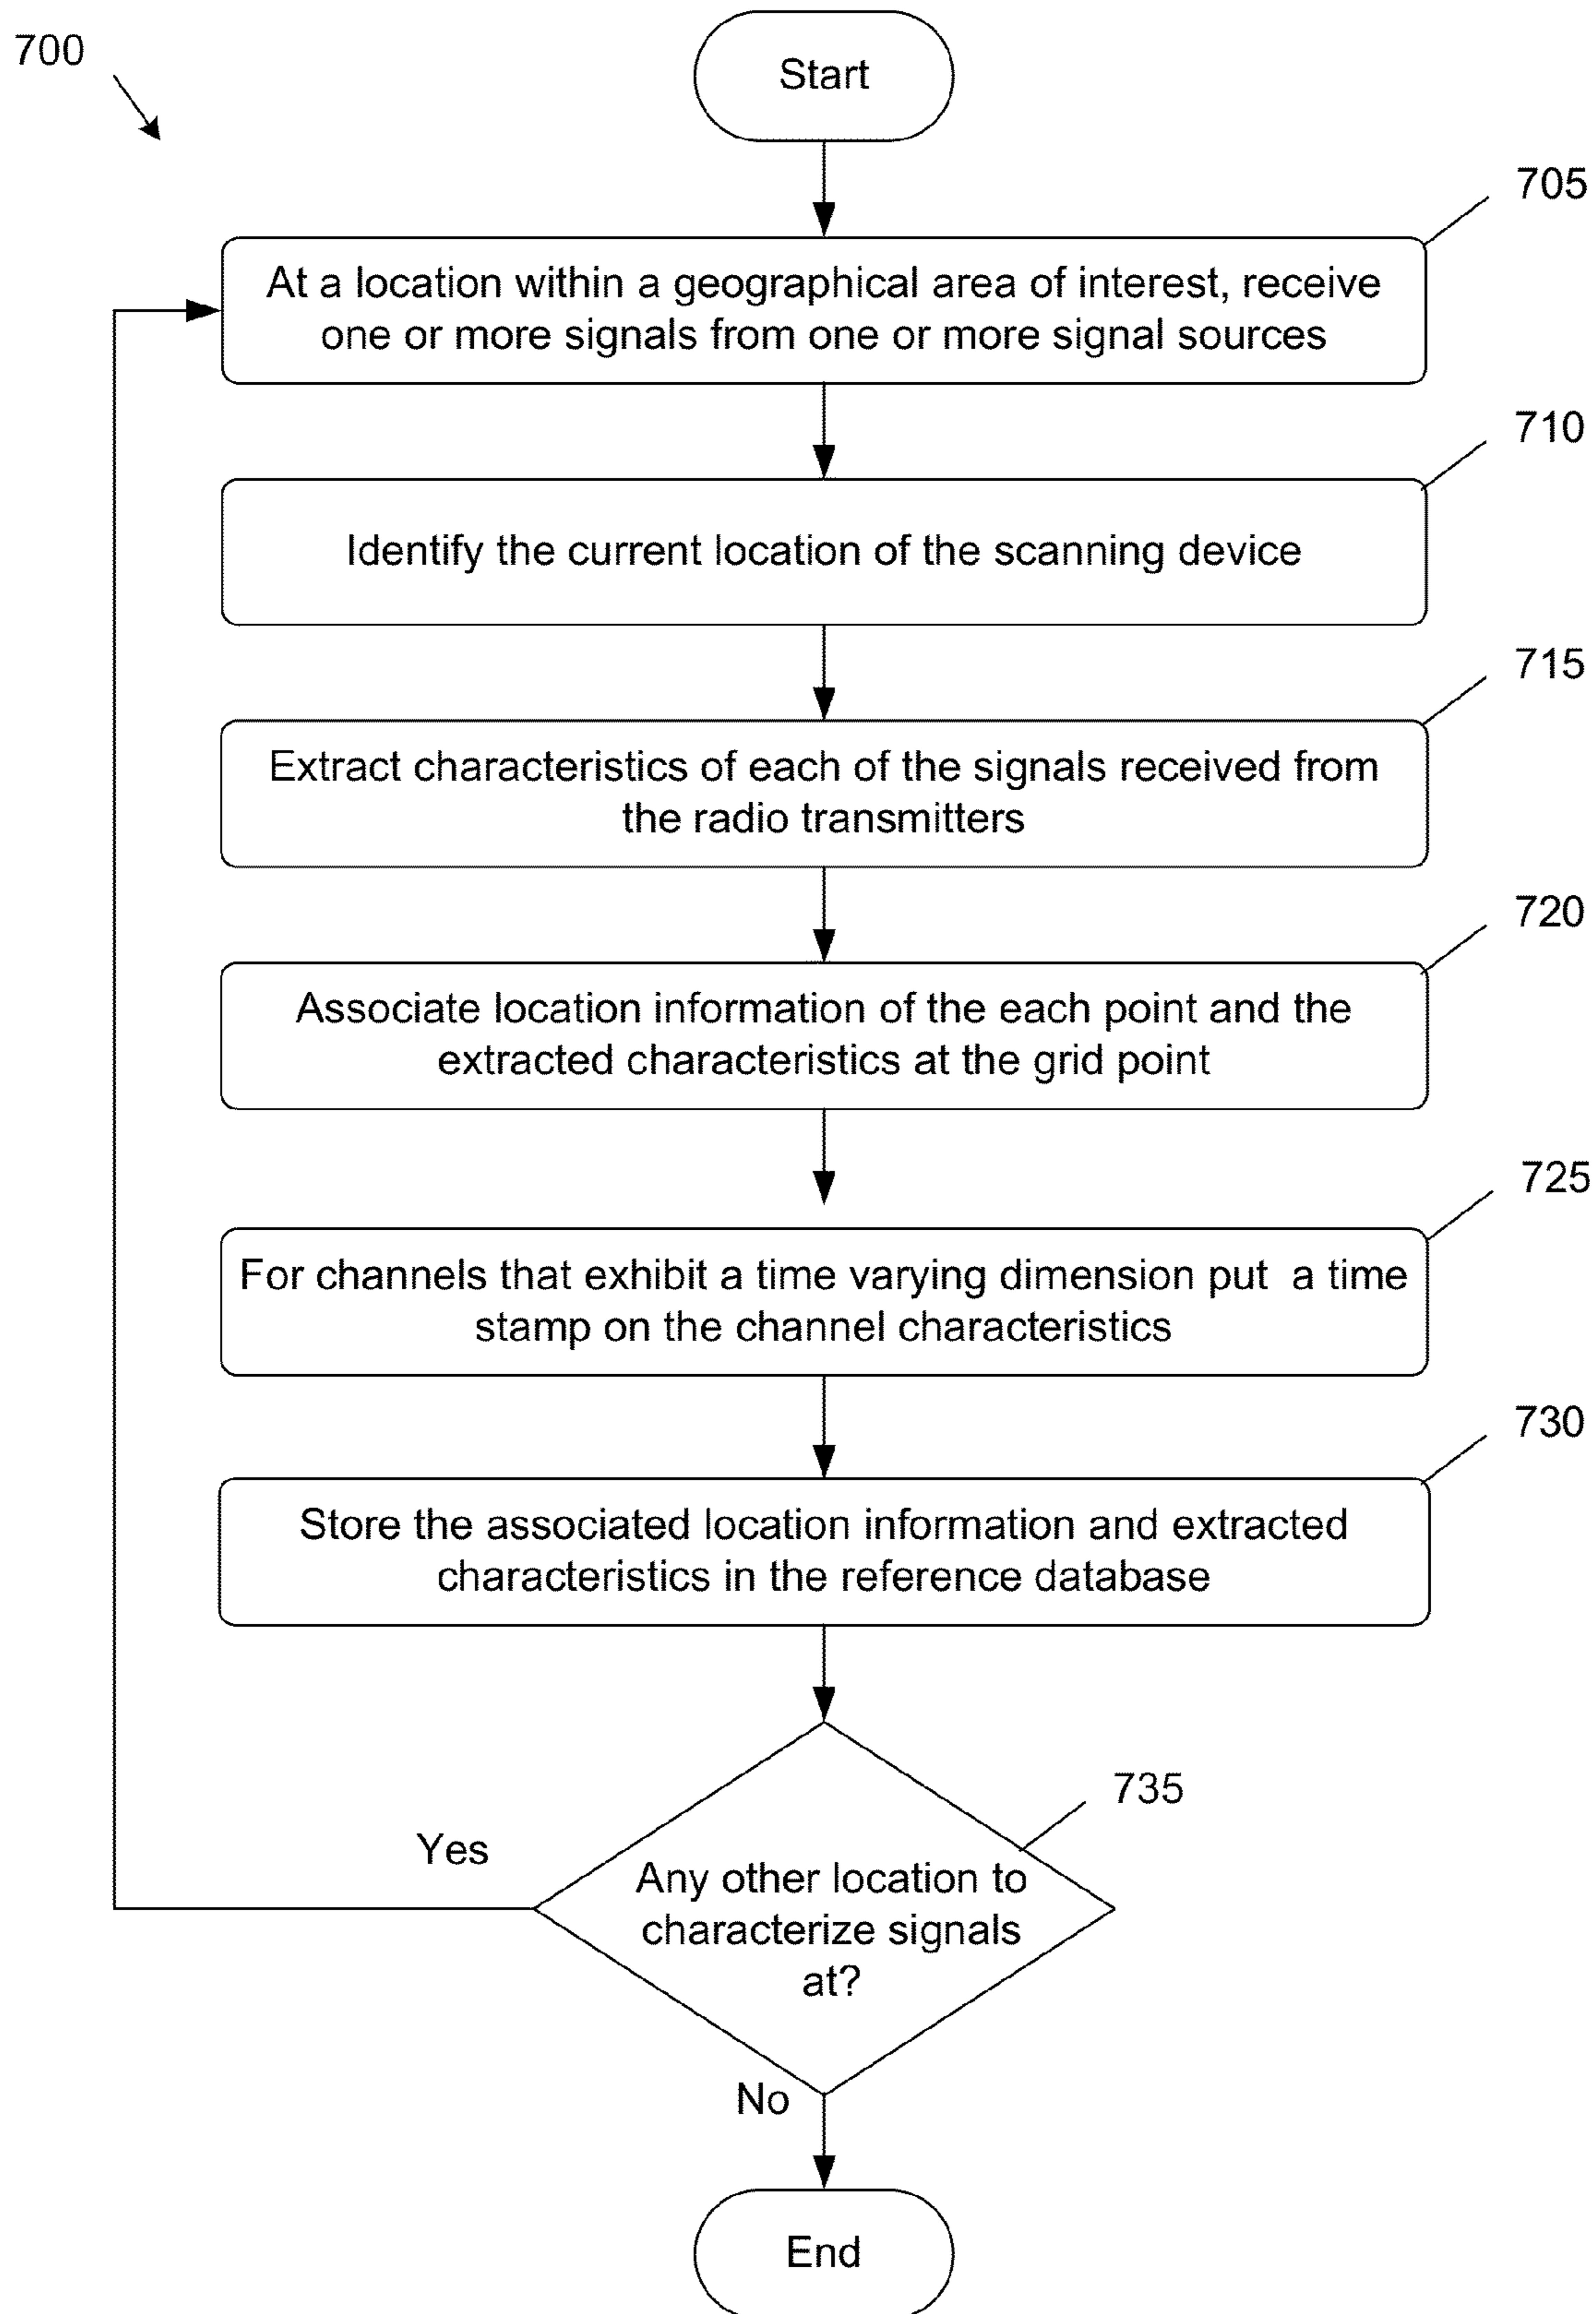 700
Start
705
At a location within a geographical area of interest, receive
one or more signals from one or more signal sources
710
Identify the current location of the scanning device
715
Extract characteristics of each of the signals received from
the radio transmitters
720
Associate location information of the each point and the
extracted characteristics at the grid point
725
For channels that exhibit a time varying dimension put  a time
stamp on the channel characteristics
730
Store the associated location information and extracted
characteristics in the reference database
735
Yes
Any other location to
characterize signals
at?
No
End